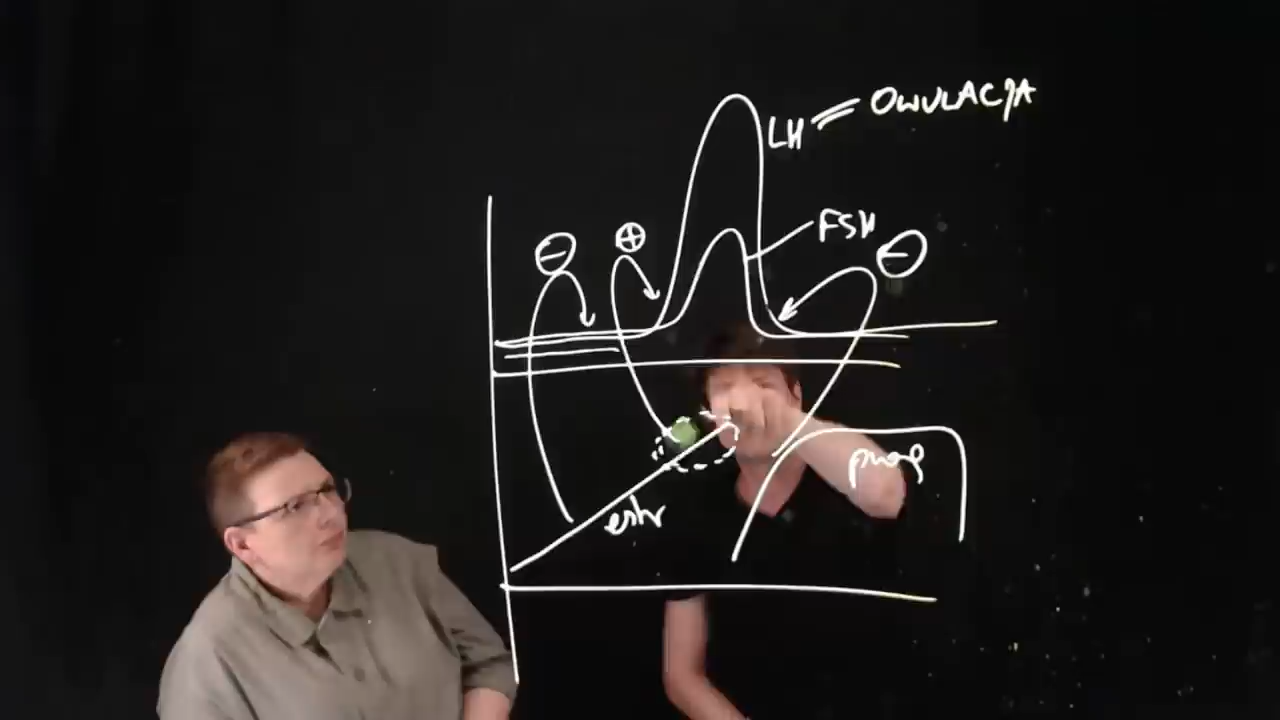 LH = OWULACJA
FSH
⊖ ⊕ ⊖
estr
prog